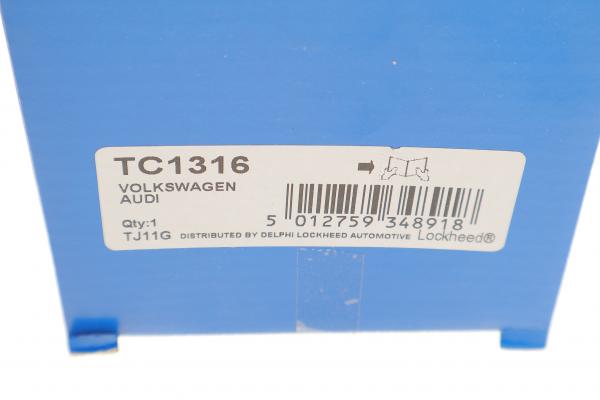 TC1316
VOLKSWAGEN
AUDI
5 012759 348918
Qty:1
TJ11G DISTRIBUTED BY DELPHI LOCKHEED AUTOMOTIVE Lockheed®